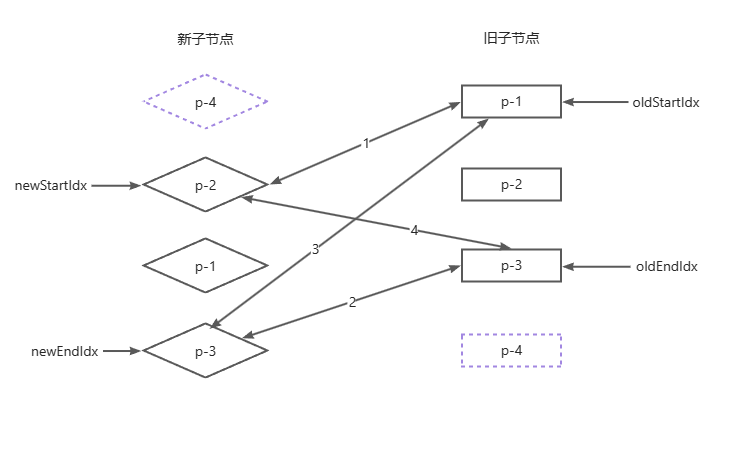 新子节点
旧子节点
p-4
p-1
oldStartIdx
1
newStartIdx
p-2
p-2
4
3
p-1
p-3
oldEndIdx
2
newEndIdx
p-3
p-4